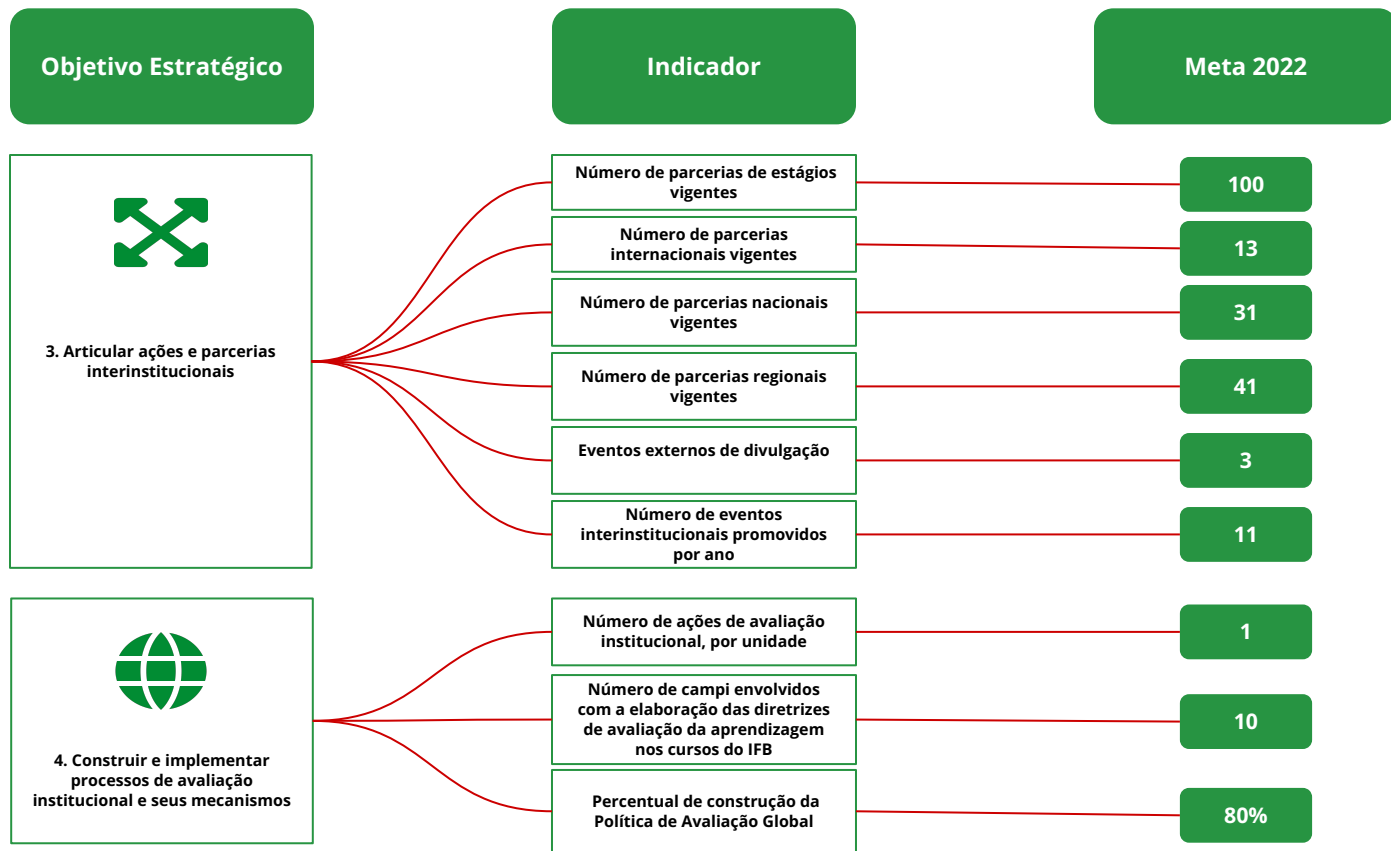 Objetivo Estratégico
Indicador
Meta 2022
3. Articular ações e parcerias
interinstitucionais
Número de parcerias de estágios
vigentes
100
Número de parcerias
internacionais vigentes
13
Número de parcerias nacionais
vigentes
31
Número de parcerias regionais
vigentes
41
Eventos externos de divulgação
3
Número de eventos
interinstitucionais promovidos
por ano
11
4. Construir e implementar
processos de avaliação
institucional e seus mecanismos
Número de ações de avaliação
institucional, por unidade
1
Número de campi envolvidos
com a elaboração das diretrizes
de avaliação da aprendizagem
nos cursos do IFB
10
Percentual de construção da
Política de Avaliação Global
80%